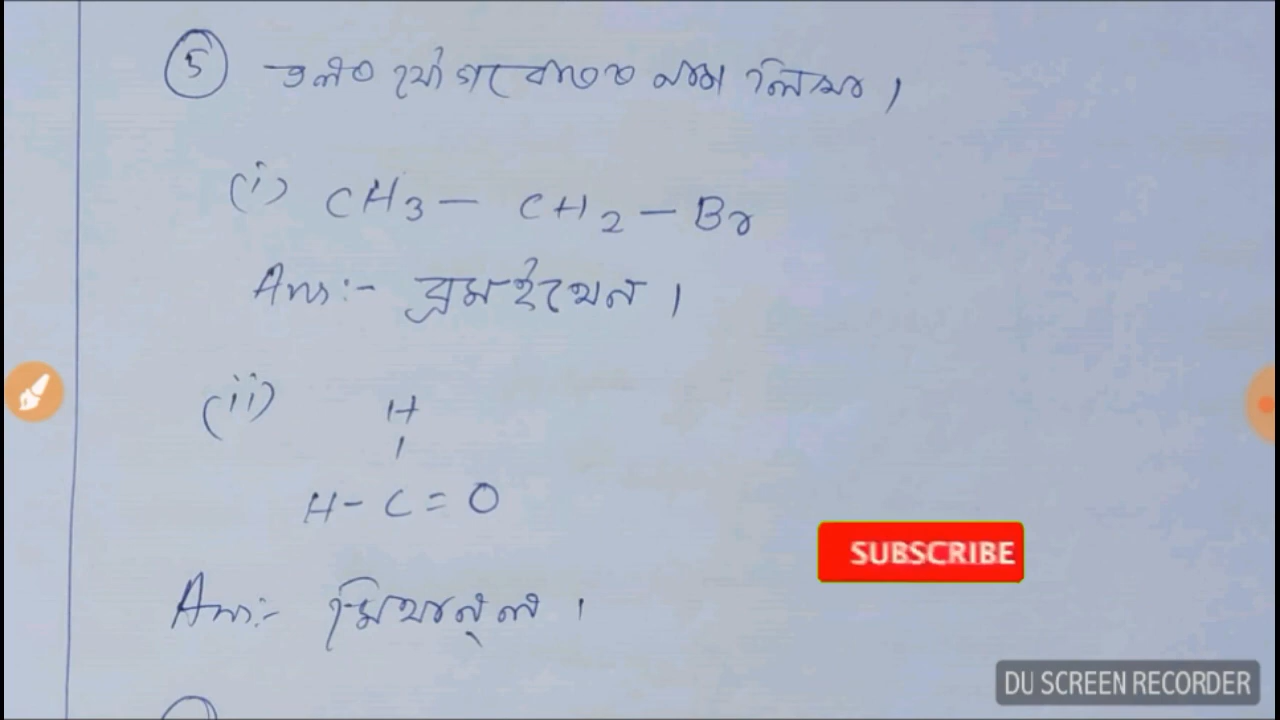 5 তলৰ যৌগবোৰৰ নাম লিখা ।
(i) CH3 — CH2 — Br
Ans:- ব্ৰমইথেন ।
(ii) H
H - C = O
SUBSCRIBE
Ans:- মিথানেল ।
DU SCREEN RECORDER